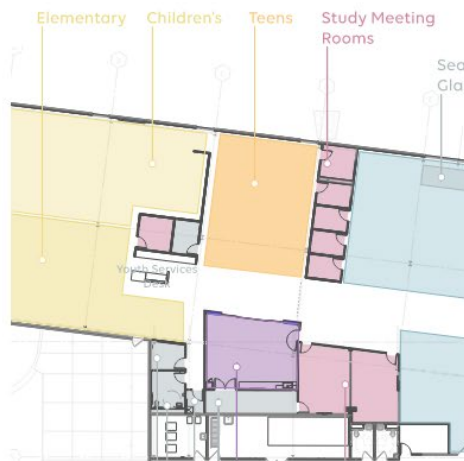 Elementary
Children's
Teens
Study Meeting
Rooms
Youth Services
Desk